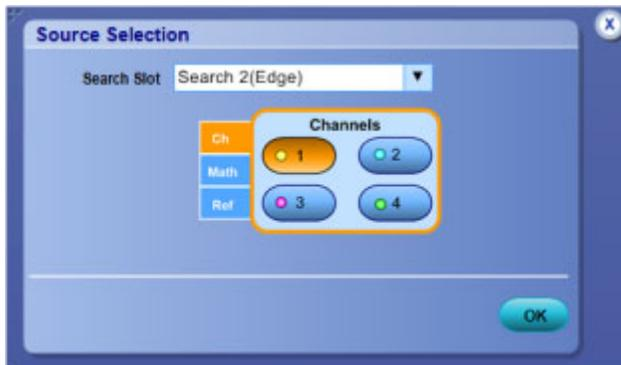 Source Selection
X
Search Slot Search 2(Edge) ▼
Channels
Ch 1 2
Math
Ref 3 4
OK